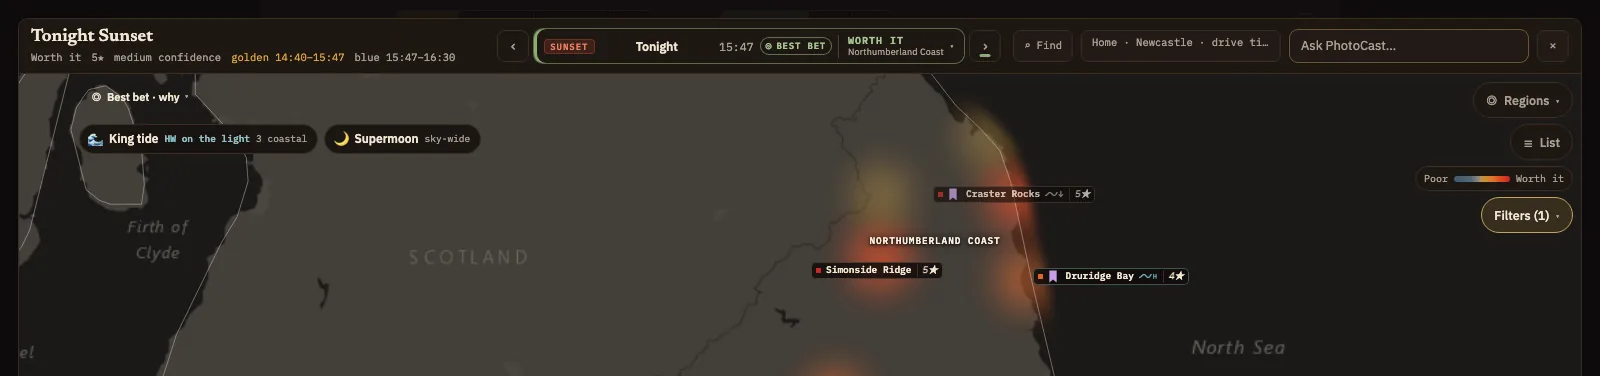 Tonight Sunset
Worth it 5★ medium confidence golden 14:40–15:47 blue 15:47–16:30
‹
SUNSET Tonight 15:47 ◎ BEST BET
WORTH IT
Northumberland Coast
›
⌕ Find
Home · Newcastle · drive ti…
Ask PhotoCast…
×
◎ Best bet · why ▾
🌊 King tide HW on the light 3 coastal
🌙 Supermoon sky-wide
◎ Regions ▾
≡ List
Poor Worth it
Filters (1) ▾
Craster Rocks 5★
NORTHUMBERLAND COAST
Simonside Ridge 5★
Druridge Bay H 4★
Firth of
Clyde
SCOTLAND
North Sea
el